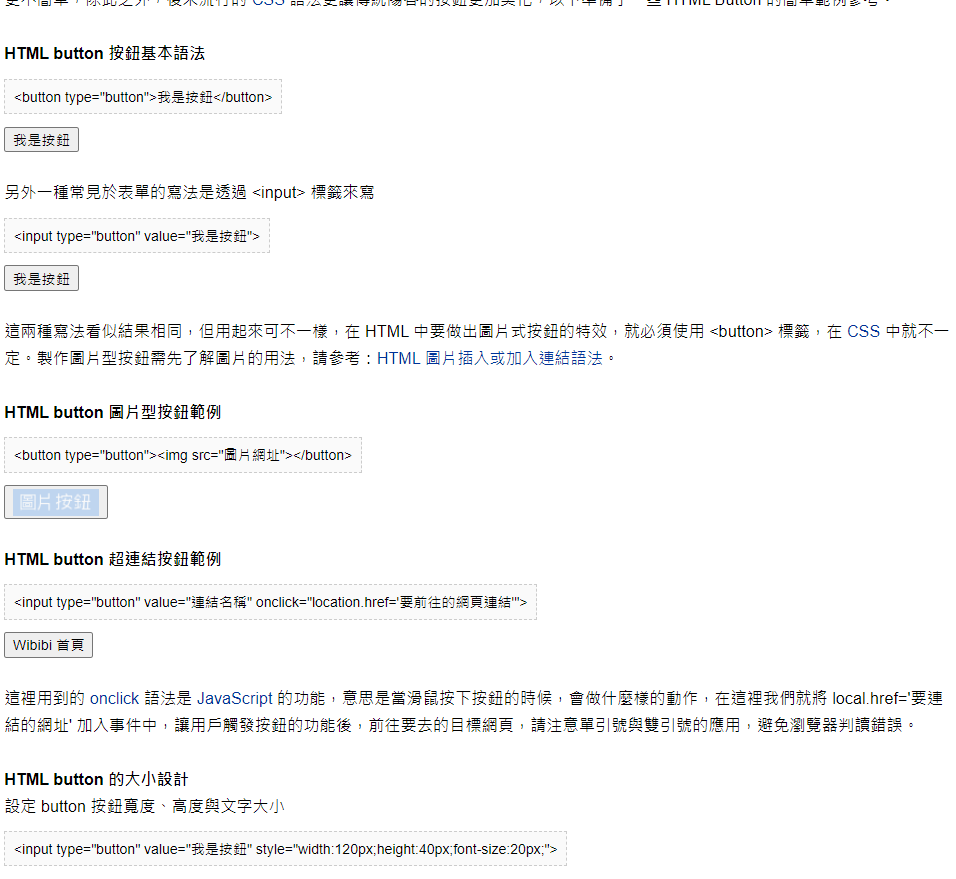 更不簡單，除此之外，後來流行的 CSS 語法更讓傳統陽春的按鈕更加美化，以下準備了一些 HTML Button 的簡單範例參考。
HTML button 按鈕基本語法
<button type="button">我是按鈕</button>
我是按鈕
另外一種常見於表單的寫法是透過 <input> 標籤來寫
<input type="button" value="我是按鈕">
我是按鈕
這兩種寫法看似結果相同，但用起來可不一樣，在 HTML 中要做出圖片式按鈕的特效，就必須使用 <button> 標籤，在 CSS 中就不一
定。製作圖片型按鈕需先了解圖片的用法，請參考：HTML 圖片插入或加入連結語法。
HTML button 圖片型按鈕範例
<button type="button"><img src="圖片網址"></button>
圖片按鈕
HTML button 超連結按鈕範例
<input type="button" value="連結名稱" onclick="location.href='要前往的網頁連結'">
Wibibi 首頁
這裡用到的 onclick 語法是 JavaScript 的功能，意思是當滑鼠按下按鈕的時候，會做什麼樣的動作，在這裡我們就將 local.href='要連
結的網址' 加入事件中，讓用戶觸發按鈕的功能後，前往要去的目標網頁，請注意單引號與雙引號的應用，避免瀏覽器判讀錯誤。
HTML button 的大小設計
設定 button 按鈕寬度、高度與文字大小
<input type="button" value="我是按鈕" style="width:120px;height:40px;font-size:20px;">